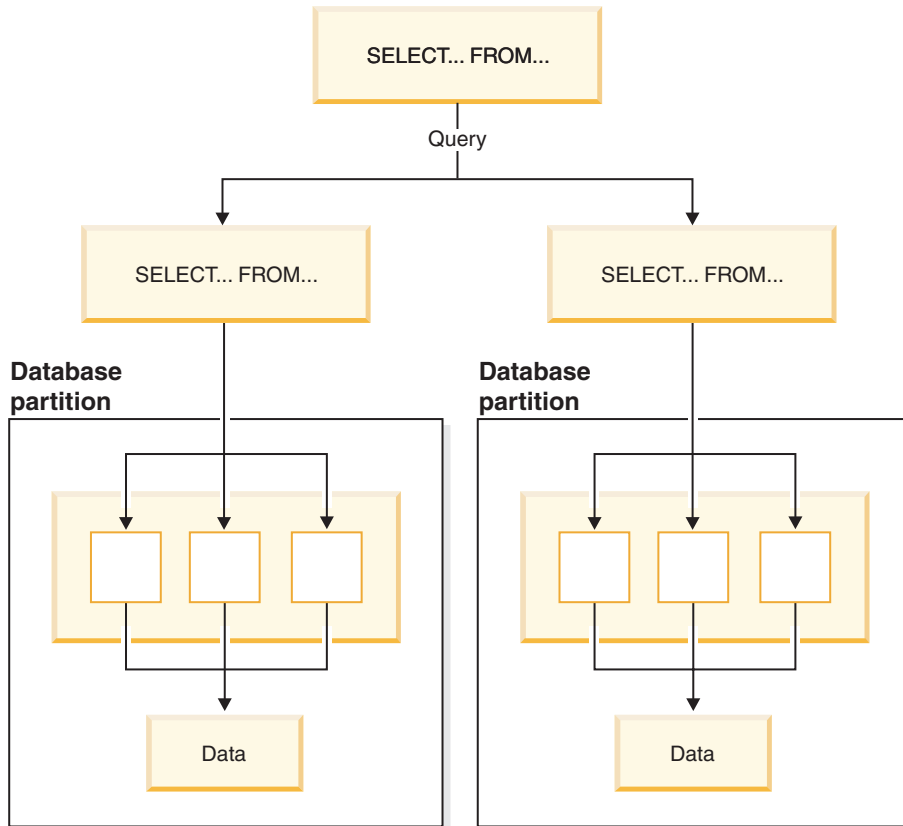 SELECT... FROM...
Query
SELECT... FROM...
SELECT... FROM...
Database
partition
Database
partition
Data
Data